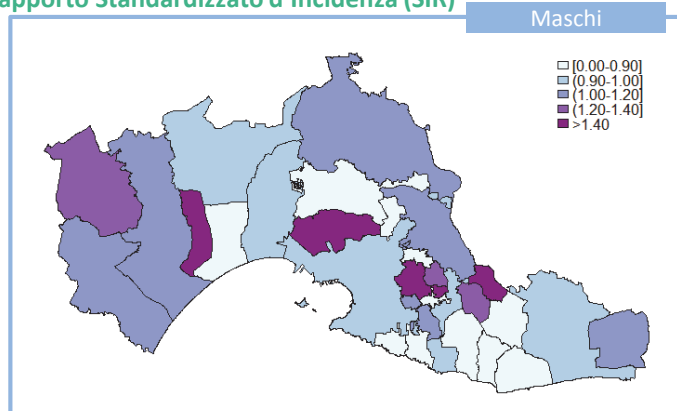 apporto Standardizzato d'Incidenza (SIR)
Maschi
[0.00-0.90]
(0.90-1.00]
(1.00-1.20]
(1.20-1.40]
>1.40